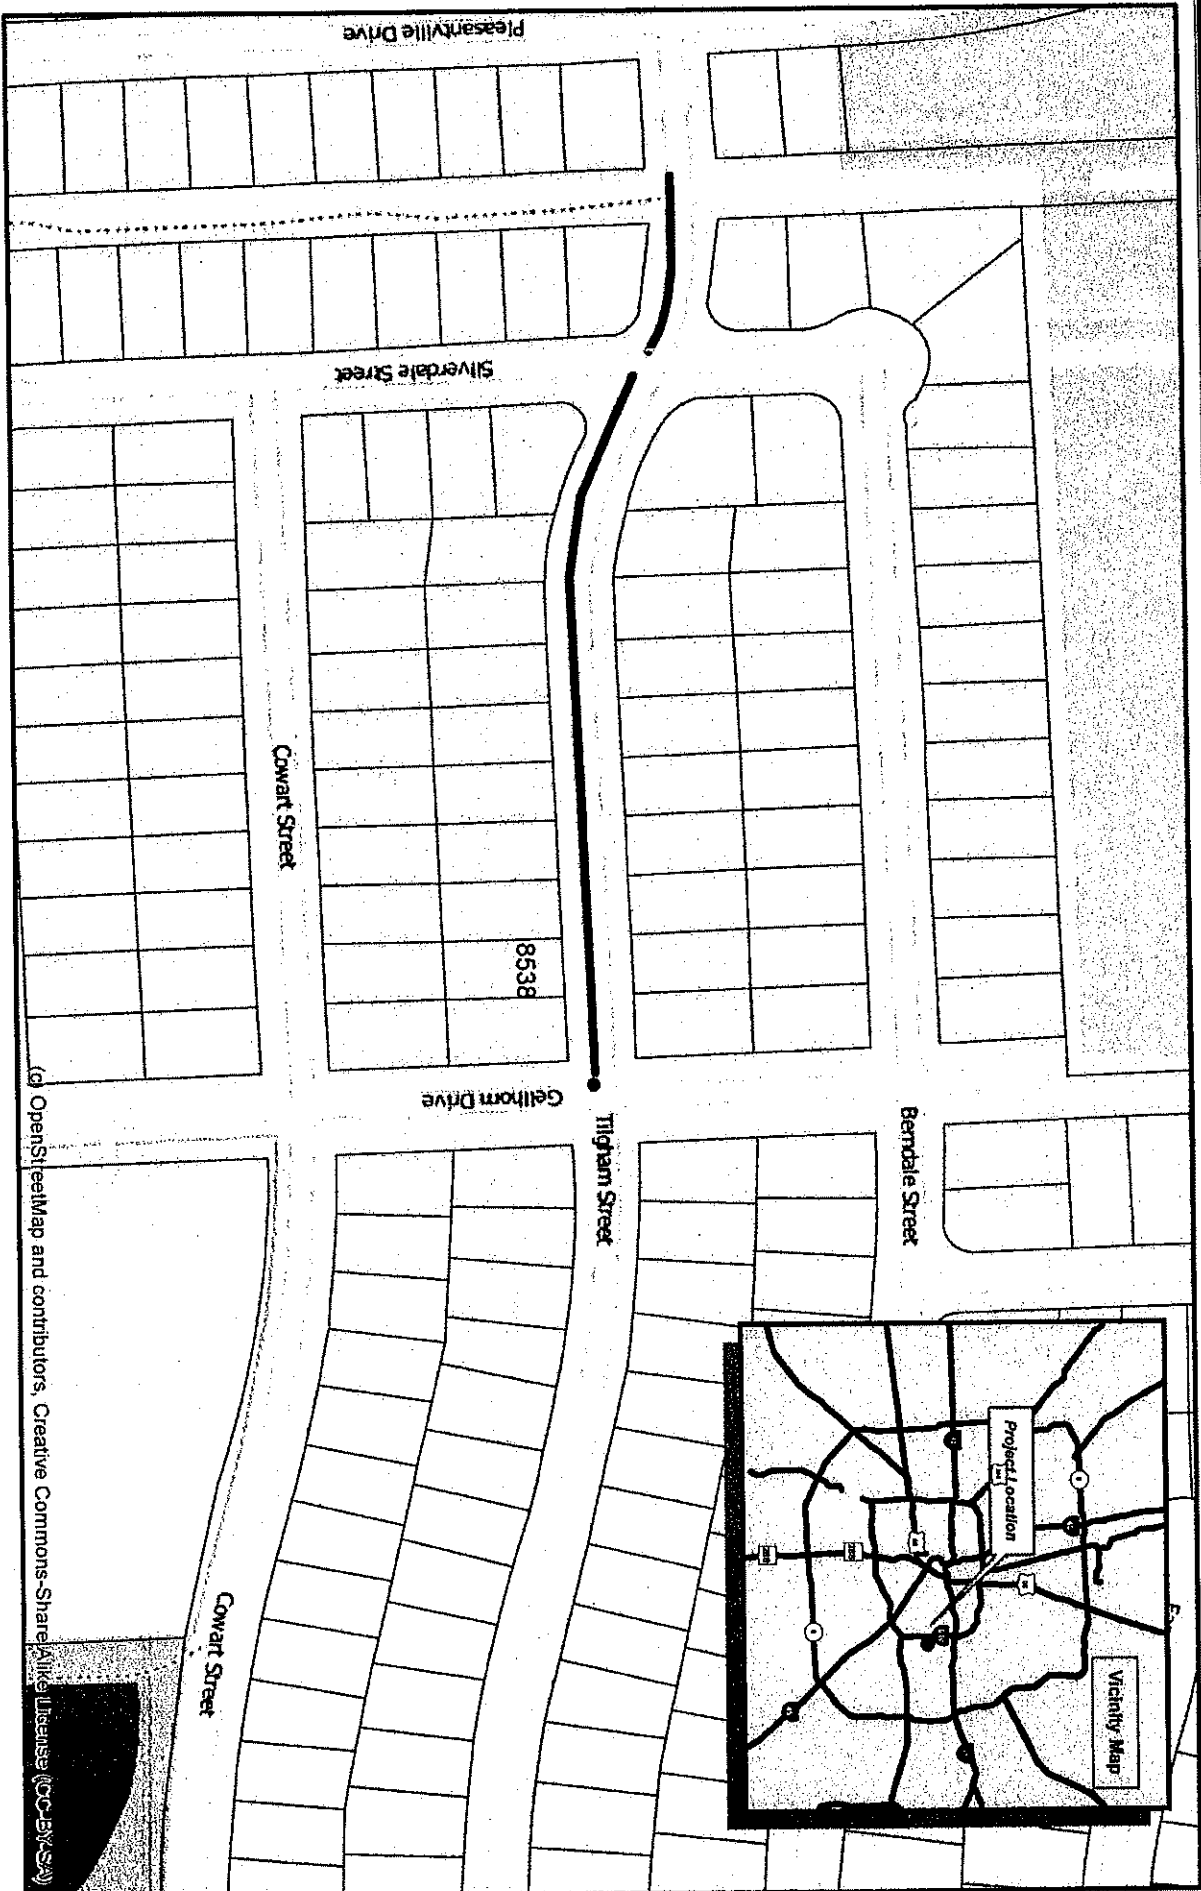 Pleasantville Drive
Silverdale Street
Cowart Street
8538
Gellhorn Drive
Tilgham Street
Berndale Street
Cowart Street
Project Location
Vicinity Map
(c) OpenStreetMap and contributors, Creative Commons-Share Alike License (CC-BY-SA)